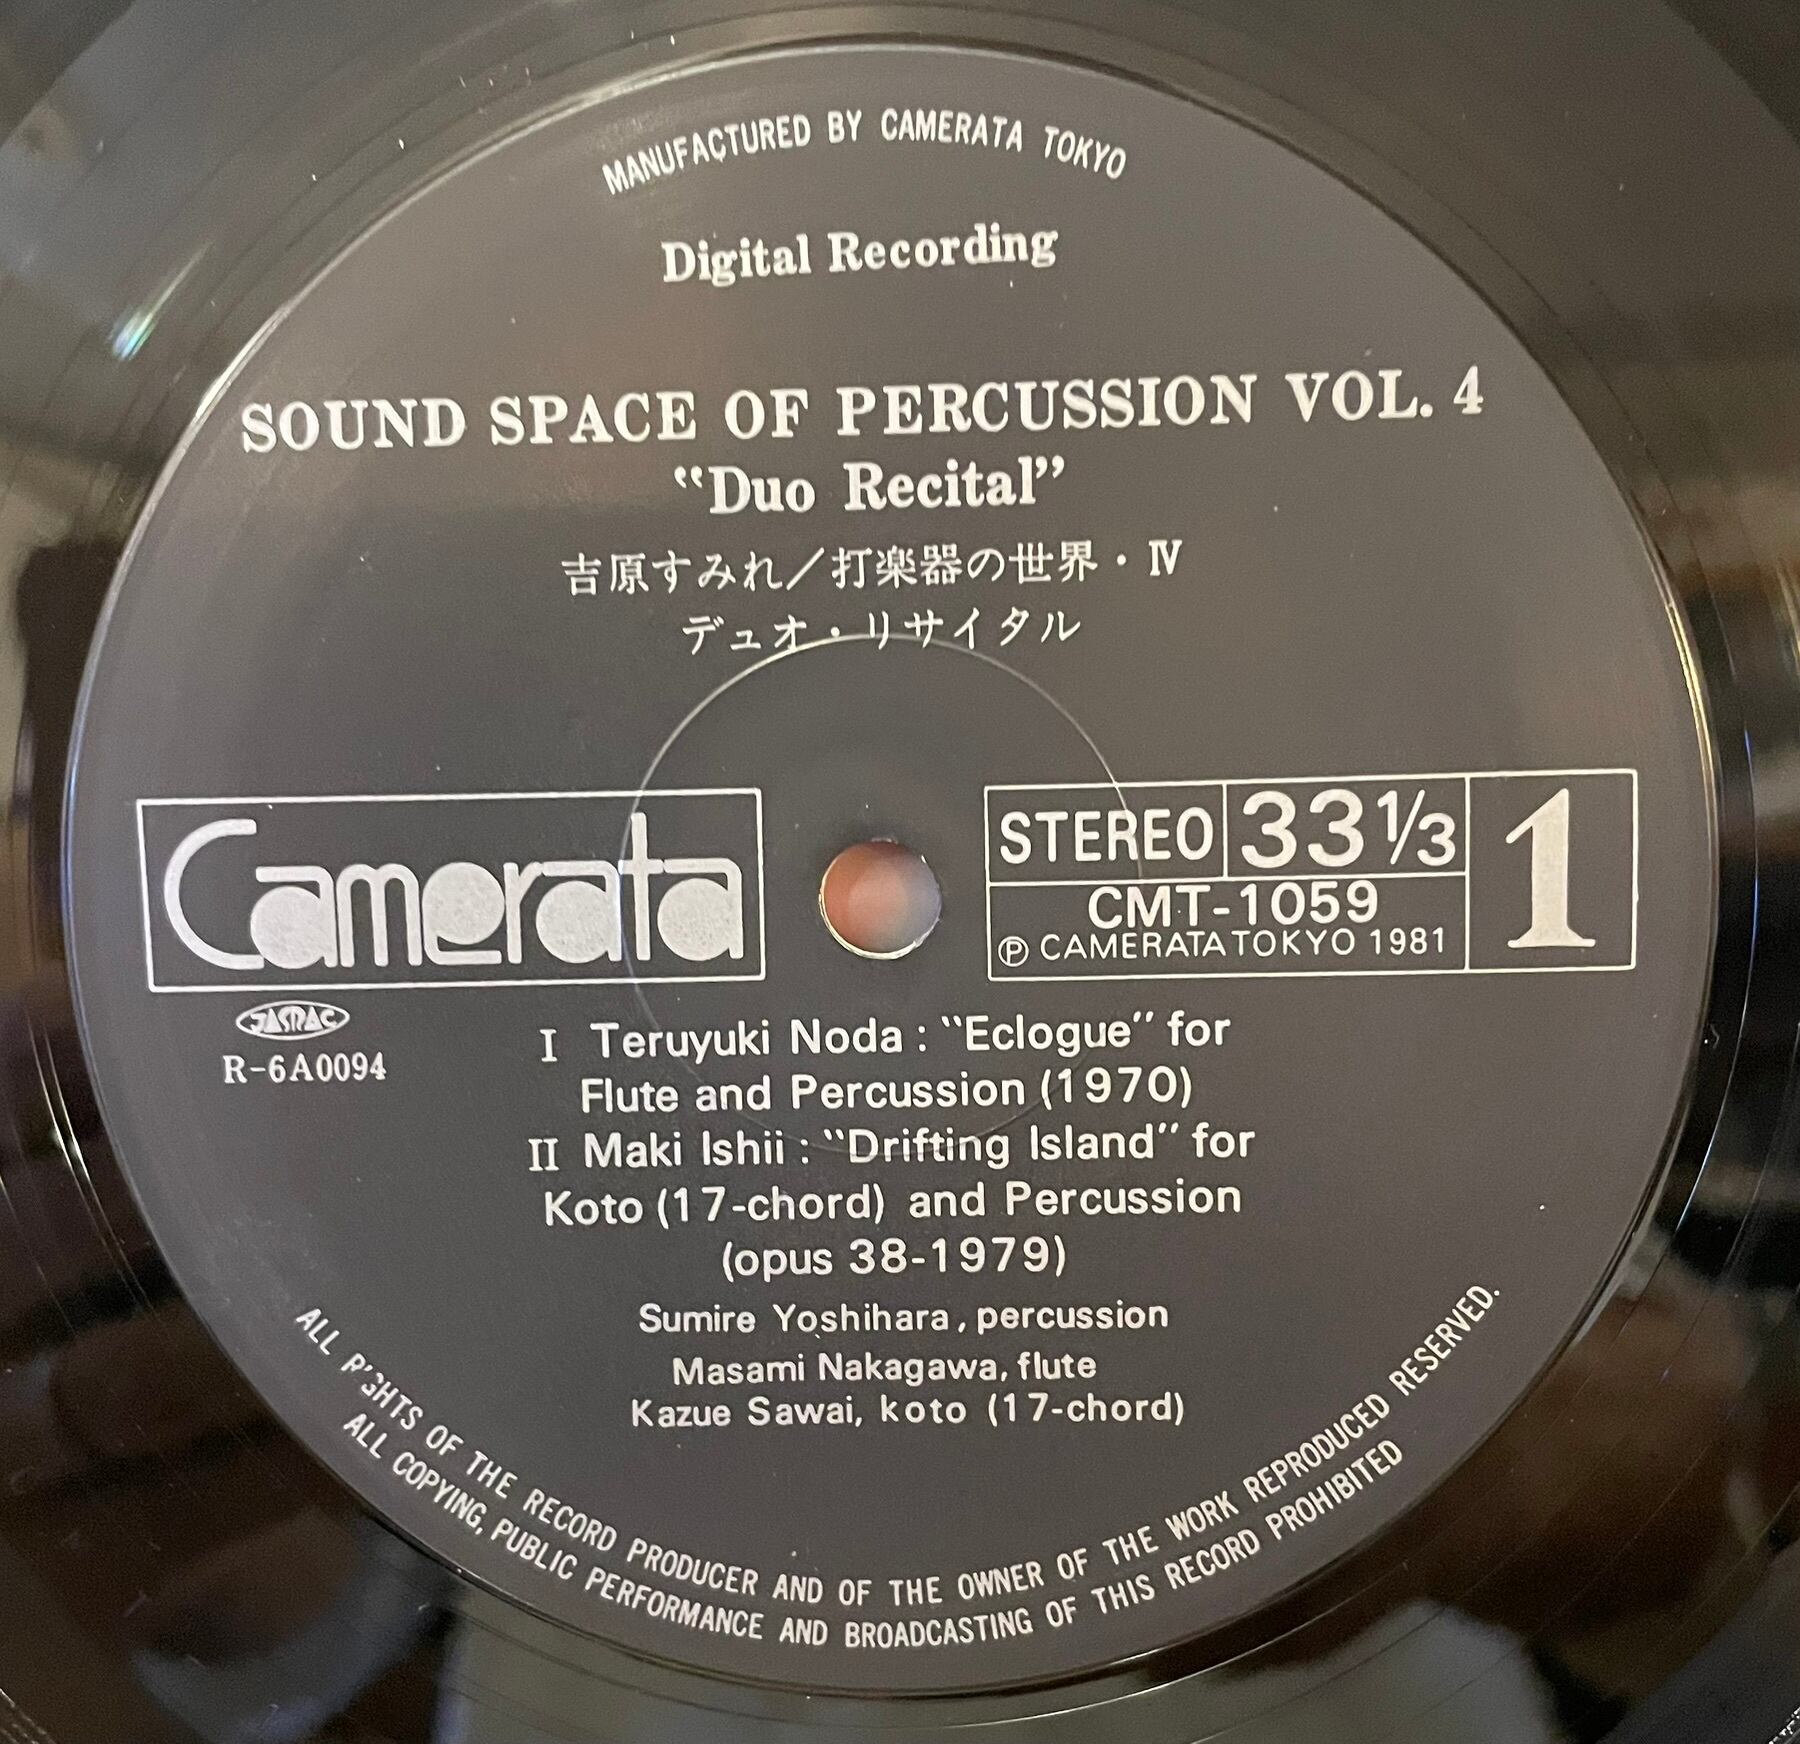 MANUFACTURED BY CAMERATA TOKYO
Digital Recording
SOUND SPACE OF PERCUSSION VOL. 4
“Duo Recital”
吉原すみれ／打楽器の世界・Ⅳ
デュオ・リサイタル
Camerata
STEREO 33 1/3
CMT-1059
Ⓟ CAMERATA TOKYO 1981
1
JASRAC
R-6A0094
I Teruyuki Noda : “Eclogue” for
Flute and Percussion (1970)
II Maki Ishii : “Drifting Island” for
Koto (17-chord) and Percussion
(opus 38-1979)
Sumire Yoshihara, percussion
Masami Nakagawa, flute
Kazue Sawai, koto (17-chord)
ALL RIGHTS OF THE RECORD PRODUCER AND OF THE OWNER OF THE WORK REPRODUCED RESERVED.
ALL COPYING, PUBLIC PERFORMANCE AND BROADCASTING OF THIS RECORD PROHIBITED